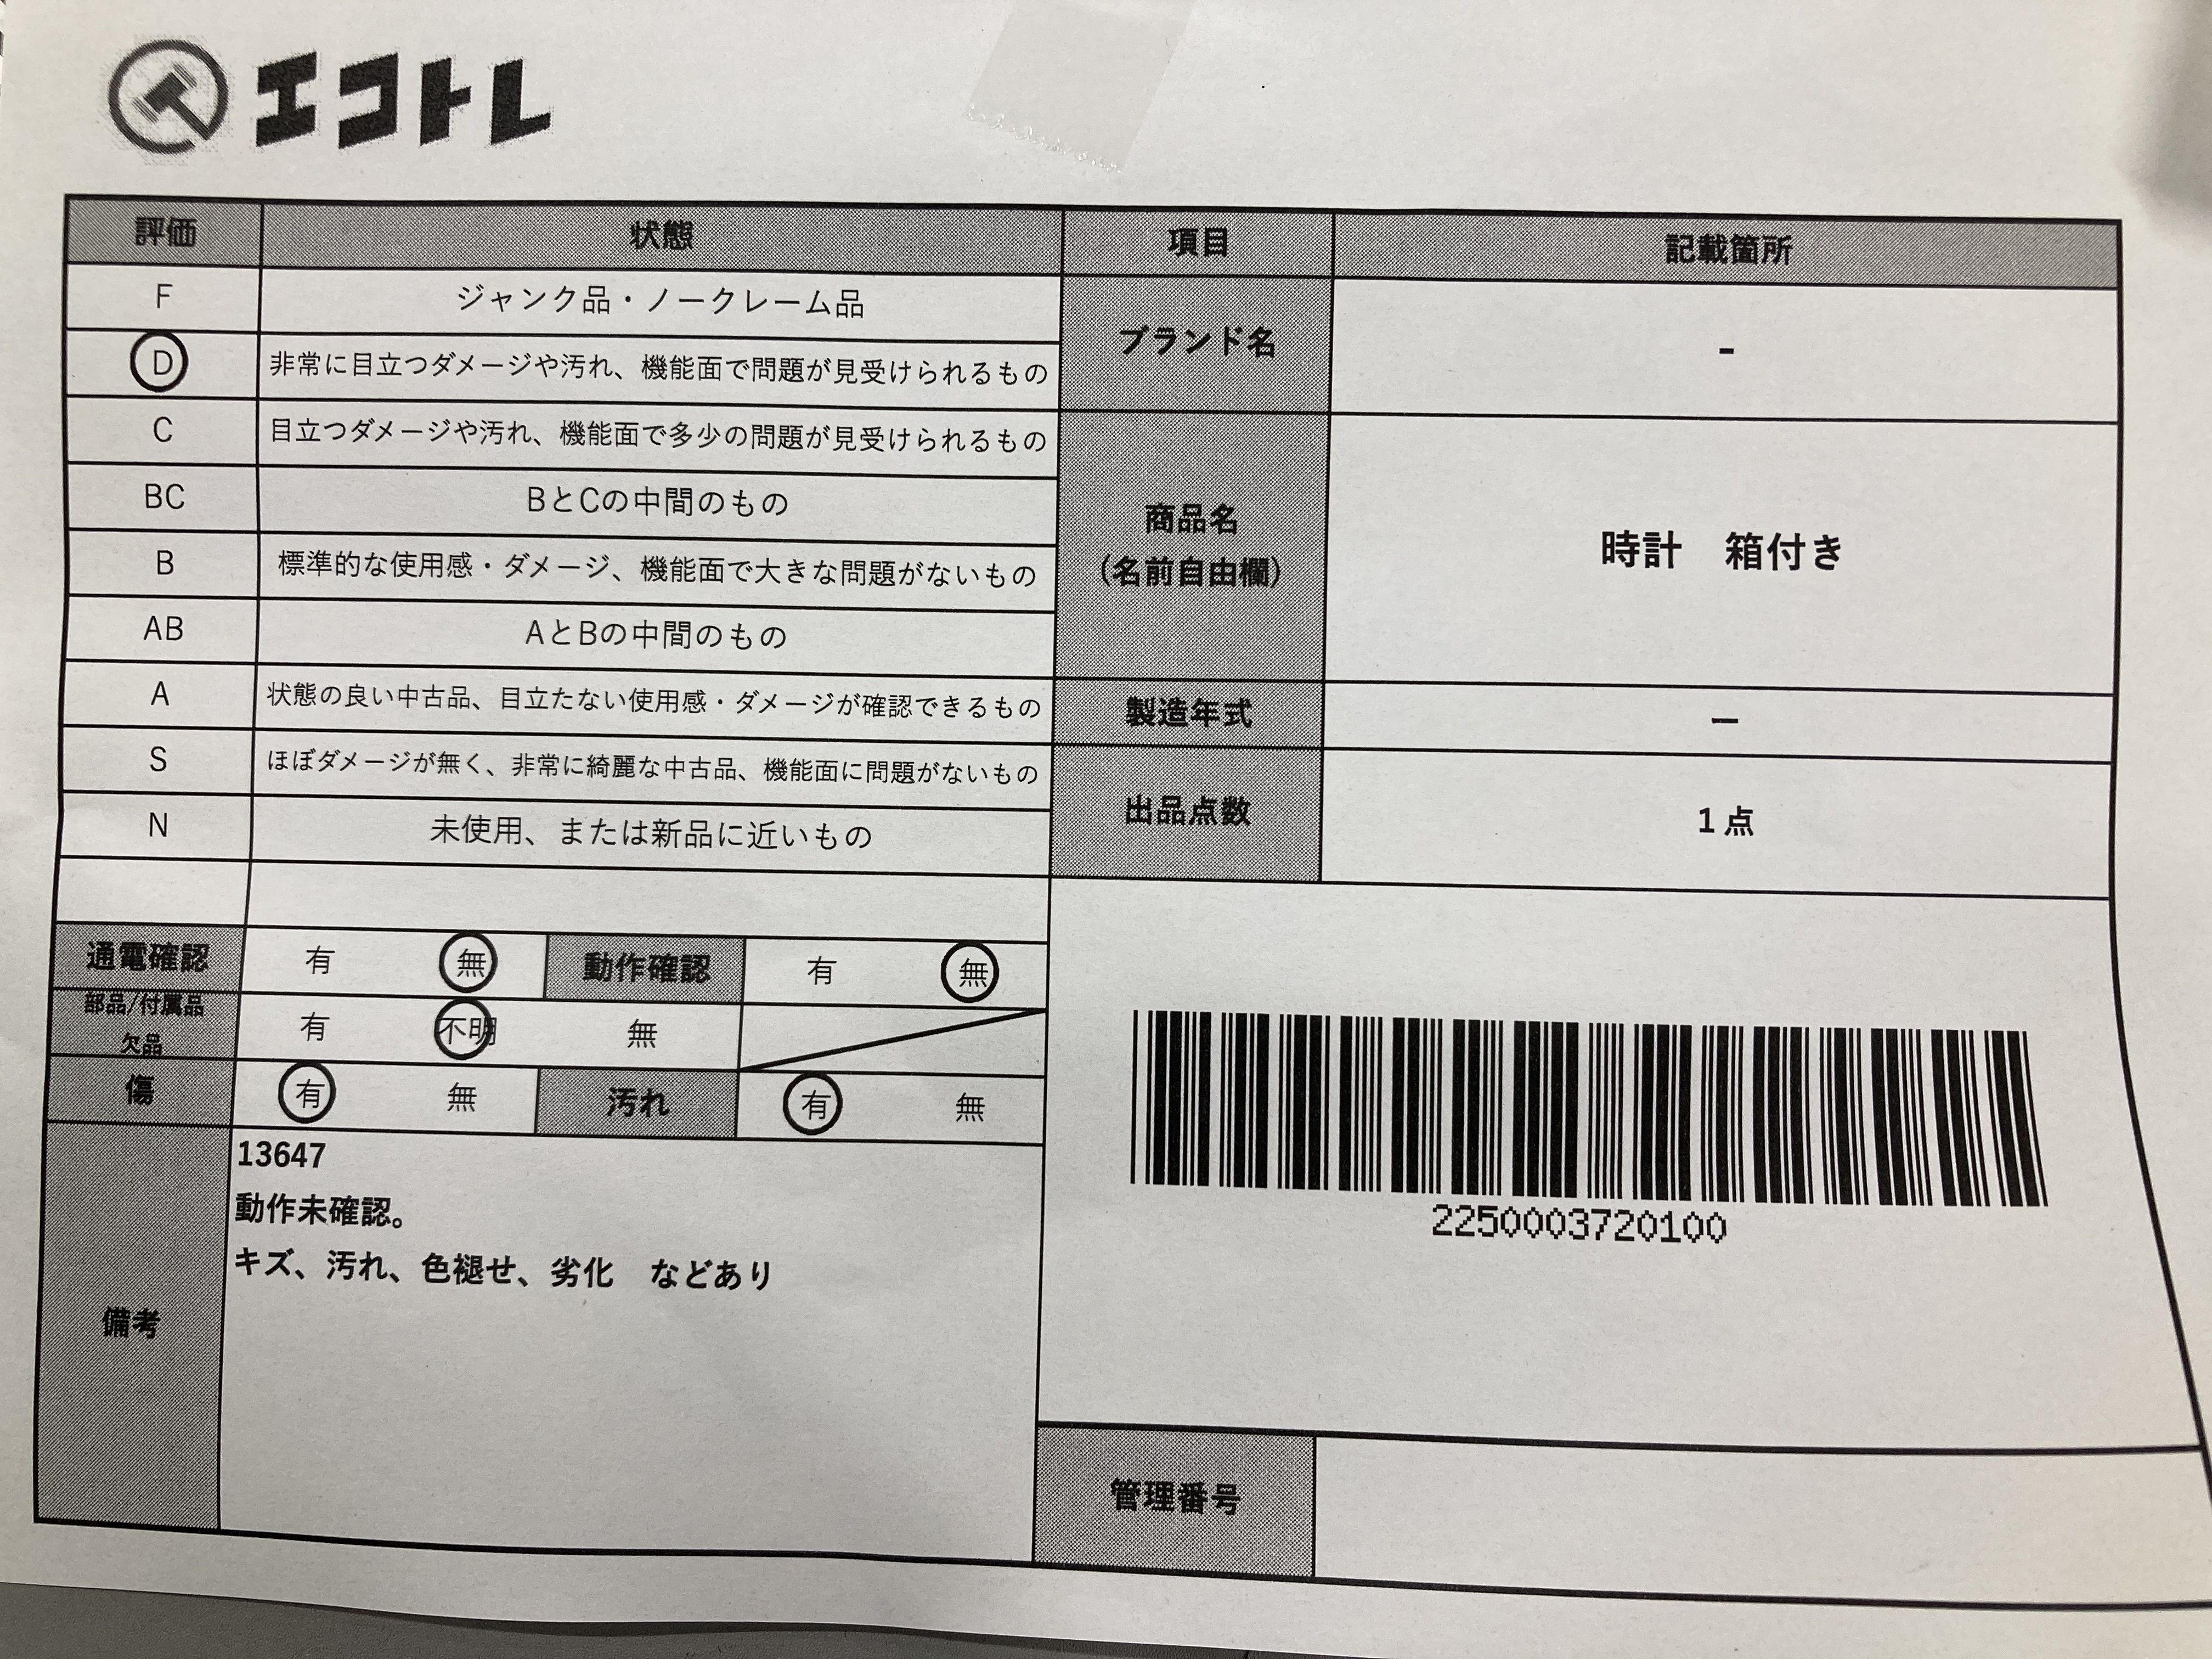 エコトレ
評価 状態 項目 記載箇所
F ジャンク品・ノークレーム品
D 非常に目立つダメージや汚れ、機能面で問題が見受けられるもの
ブランド名 -
C 目立つダメージや汚れ、機能面で多少の問題が見受けられるもの
BC BとCの中間のもの
B 標準的な使用感・ダメージ、機能面で大きな問題がないもの
商品名
(名前自由欄)
時計 箱付き
AB AとBの中間のもの
A 状態の良い中古品、目立たない使用感・ダメージが確認できるもの
製造年式 ー
S ほぼダメージが無く、非常に綺麗な中古品、機能面に問題がないもの
出品点数 1点
N 未使用、または新品に近いもの
通電確認 有 無 動作確認 有 無
部品/付属品
欠品
有 不明 無
傷 有 無 汚れ 有 無
備考
13647
動作未確認。
キズ、汚れ、色褪せ、劣化 などあり
2250003720100
管理番号